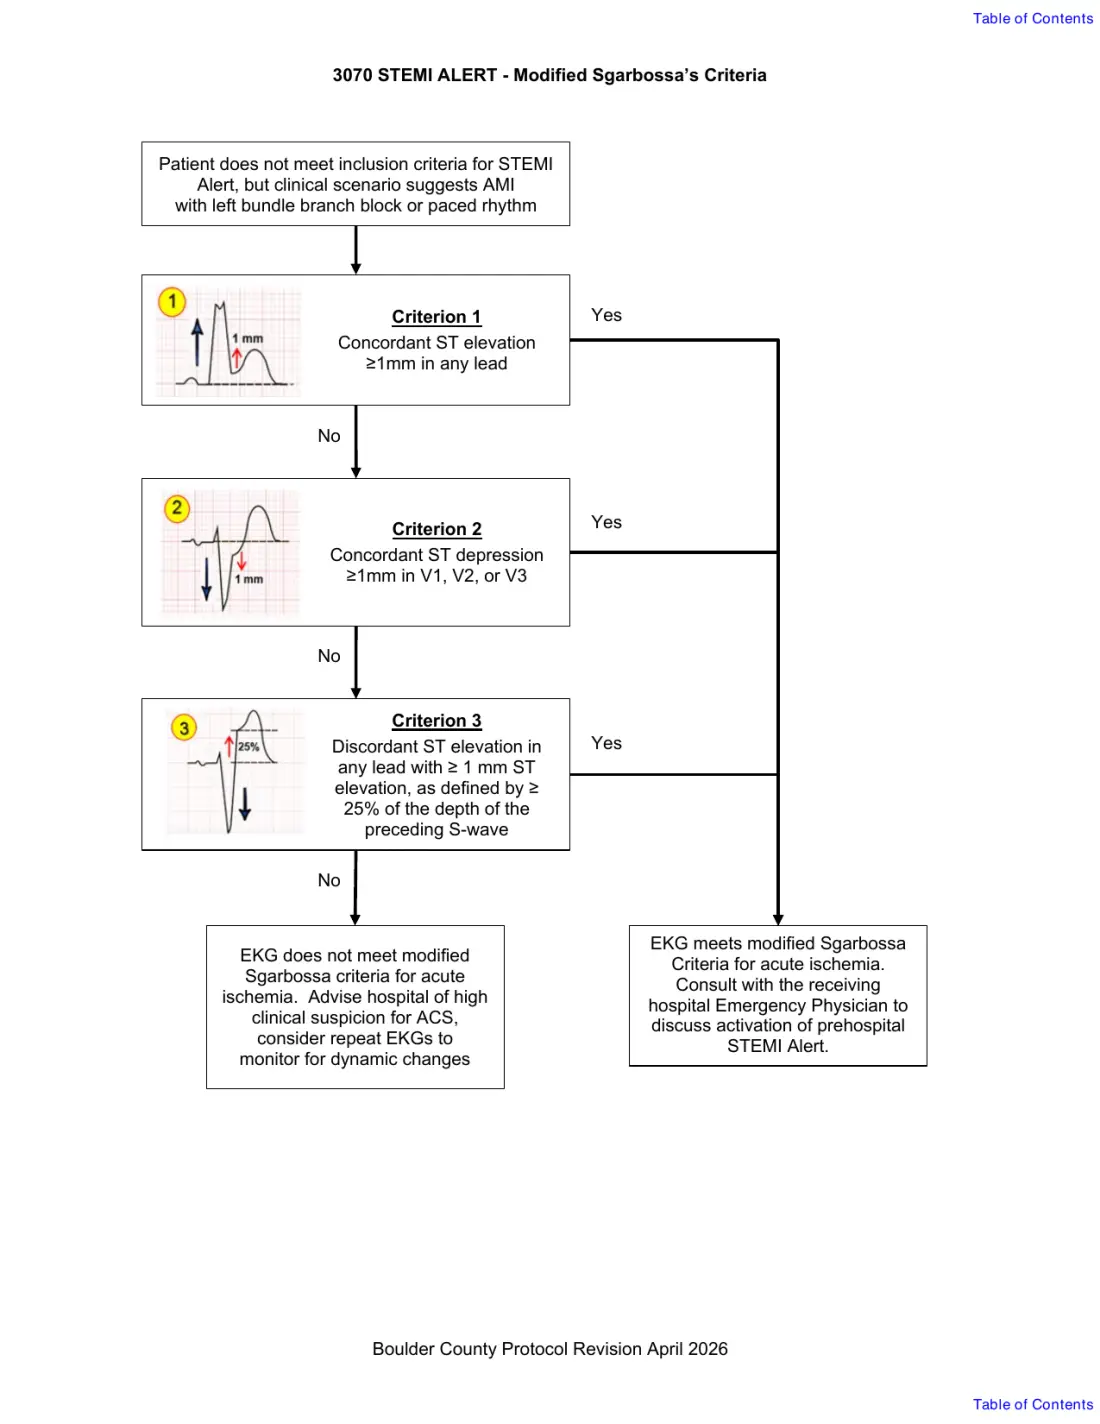 Table of Contents
3070 STEMI ALERT - Modified Sgarbossa’s Criteria
Patient does not meet inclusion criteria for STEMI
Alert, but clinical scenario suggests AMI
with left bundle branch block or paced rhythm
1
1 mm
Criterion 1
Concordant ST elevation
≥1mm in any lead
Yes
No
2
1 mm
Criterion 2
Concordant ST depression
≥1mm in V1, V2, or V3
Yes
No
3
25%
Criterion 3
Discordant ST elevation in
any lead with ≥ 1 mm ST
elevation, as defined by ≥
25% of the depth of the
preceding S-wave
Yes
No
EKG does not meet modified
Sgarbossa criteria for acute
ischemia.  Advise hospital of high
clinical suspicion for ACS,
consider repeat EKGs to
monitor for dynamic changes
EKG meets modified Sgarbossa
Criteria for acute ischemia.
Consult with the receiving
hospital Emergency Physician to
discuss activation of prehospital
STEMI Alert.
Boulder County Protocol Revision April 2026
Table of Contents